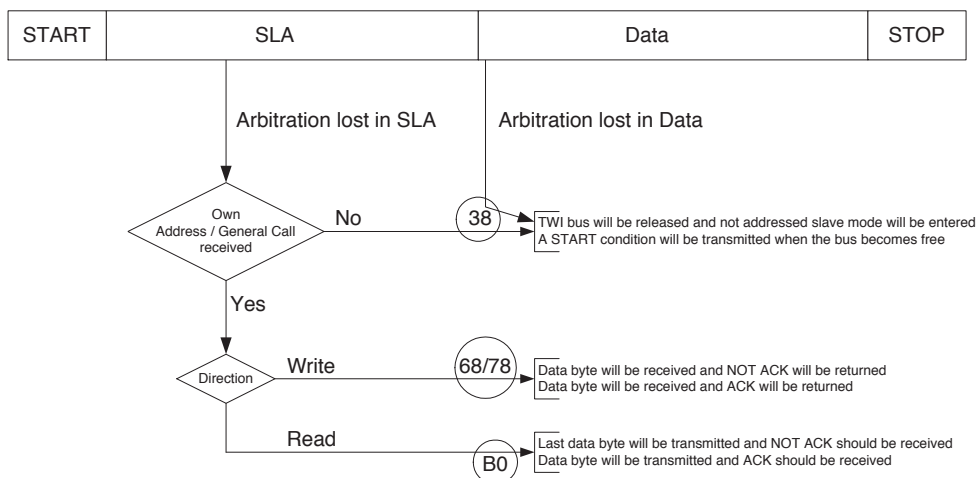 START SLA Data STOP
Arbitration lost in SLA Arbitration lost in Data
Own
Address / General Call
received
No
38
TWI bus will be released and not addressed slave mode will be entered
A START condition will be transmitted when the bus becomes free
Yes
Direction
Write
68/78
Data byte will be received and NOT ACK will be returned
Data byte will be received and ACK will be returned
Read
B0
Last data byte will be transmitted and NOT ACK should be received
Data byte will be transmitted and ACK should be received